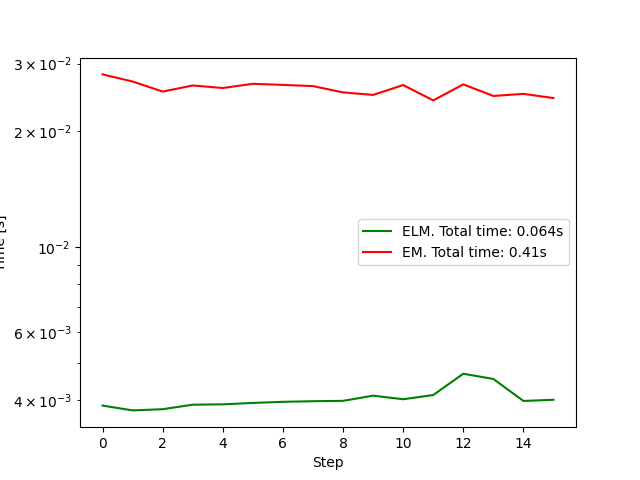 3 × 10⁻²
2 × 10⁻²
10⁻²
6 × 10⁻³
4 × 10⁻³
ELM. Total time: 0.064s
EM. Total time: 0.41s
0 2 4 6 8 10 12 14
Step